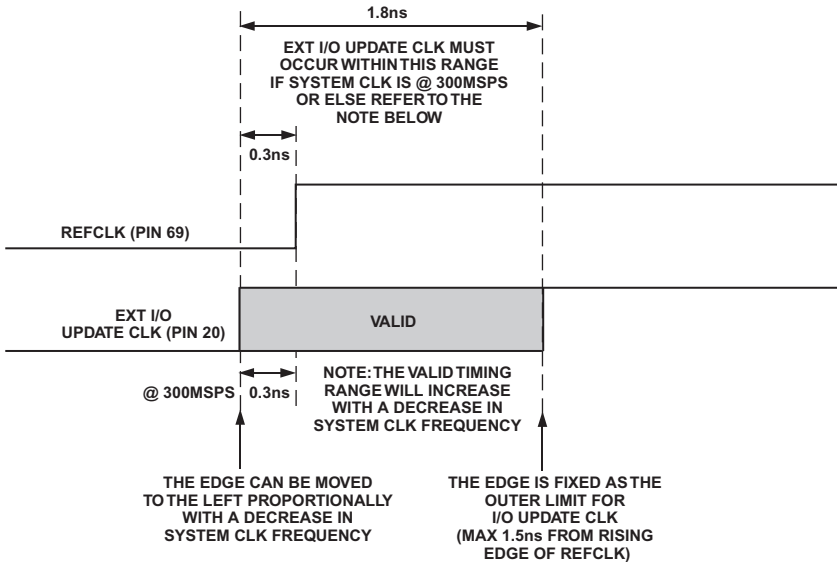 1.8ns
EXT I/O UPDATE CLK MUST
OCCUR WITHIN THIS RANGE
IF SYSTEM CLK IS @ 300MSPS
OR ELSE REFER TO THE
NOTE BELOW
0.3ns
REFCLK (PIN 69)
EXT I/O
UPDATE CLK (PIN 20)
VALID
@ 300MSPS
0.3ns
NOTE: THE VALID TIMING
RANGE WILL INCREASE
WITH A DECREASE IN
SYSTEM CLK FREQUENCY
THE EDGE CAN BE MOVED
TO THE LEFT PROPORTIONALLY
WITH A DECREASE IN
SYSTEM CLK FREQUENCY
THE EDGE IS FIXED AS THE
OUTER LIMIT FOR
I/O UPDATE CLK
(MAX 1.5ns FROM RISING
EDGE OF REFCLK)